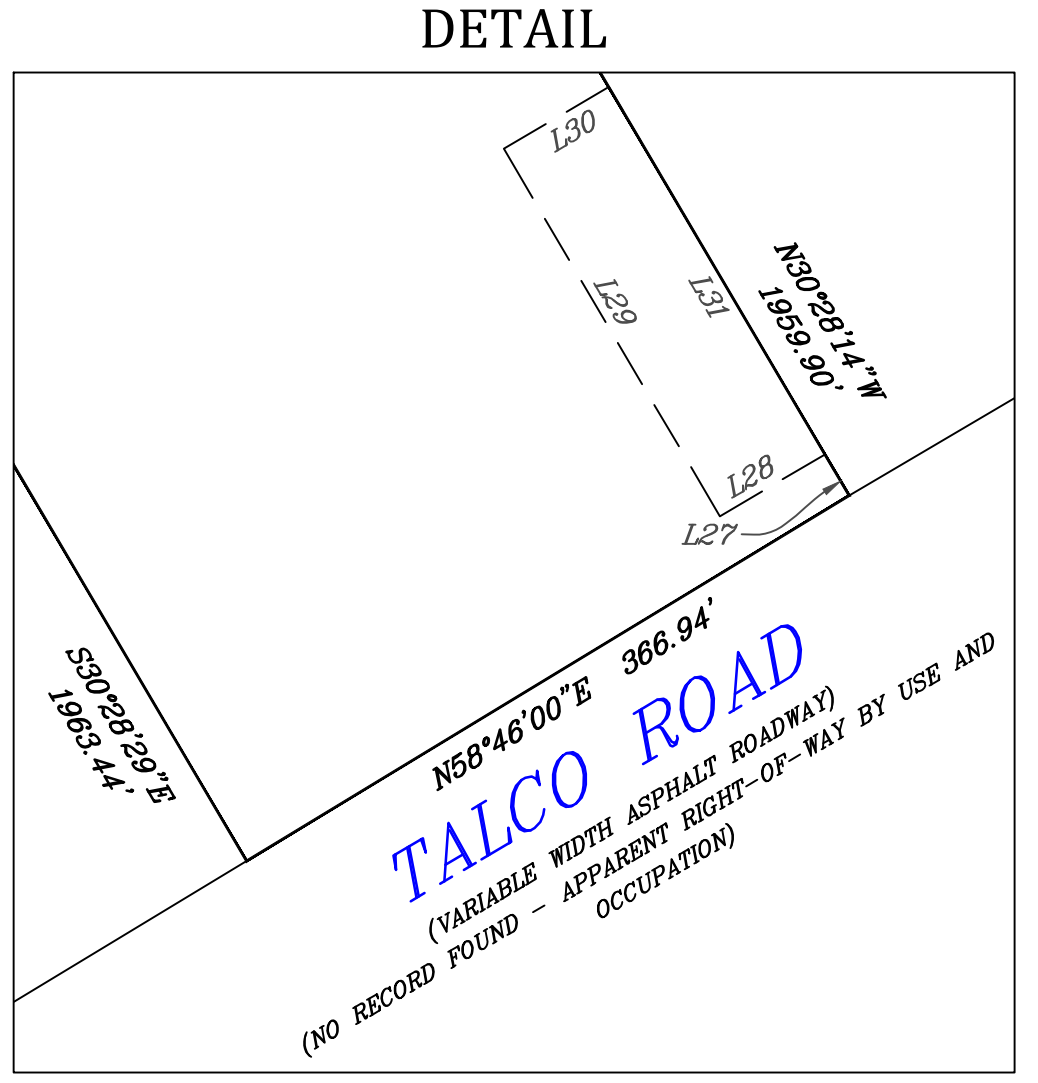 DETAIL
L30
N30°28'14"W
1959.90'
L29
L31
L28
L27
S30°28'29"E
1963.44'
N58°46'00"E 366.94'
TALCO ROAD
(VARIABLE WIDTH ASPHALT ROADWAY)
(NO RECORD FOUND - APPARENT RIGHT-OF-WAY BY USE AND
OCCUPATION)